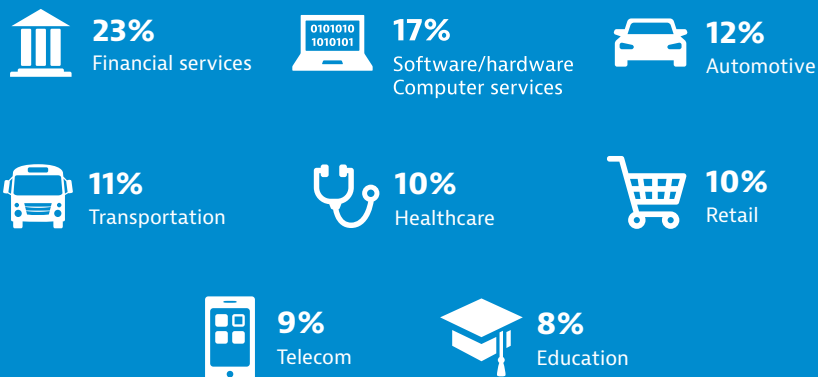 23%
Financial services
0101010
1010101
17%
Software/hardware
Computer services
12%
Automotive
11%
Transportation
10%
Healthcare
10%
Retail
9%
Telecom
8%
Education